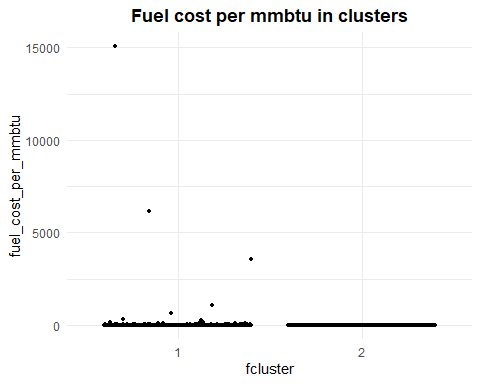 Fuel cost per mmbtu in clusters
fuel_cost_per_mmbtu
15000
10000
5000
0
1 2
fcluster